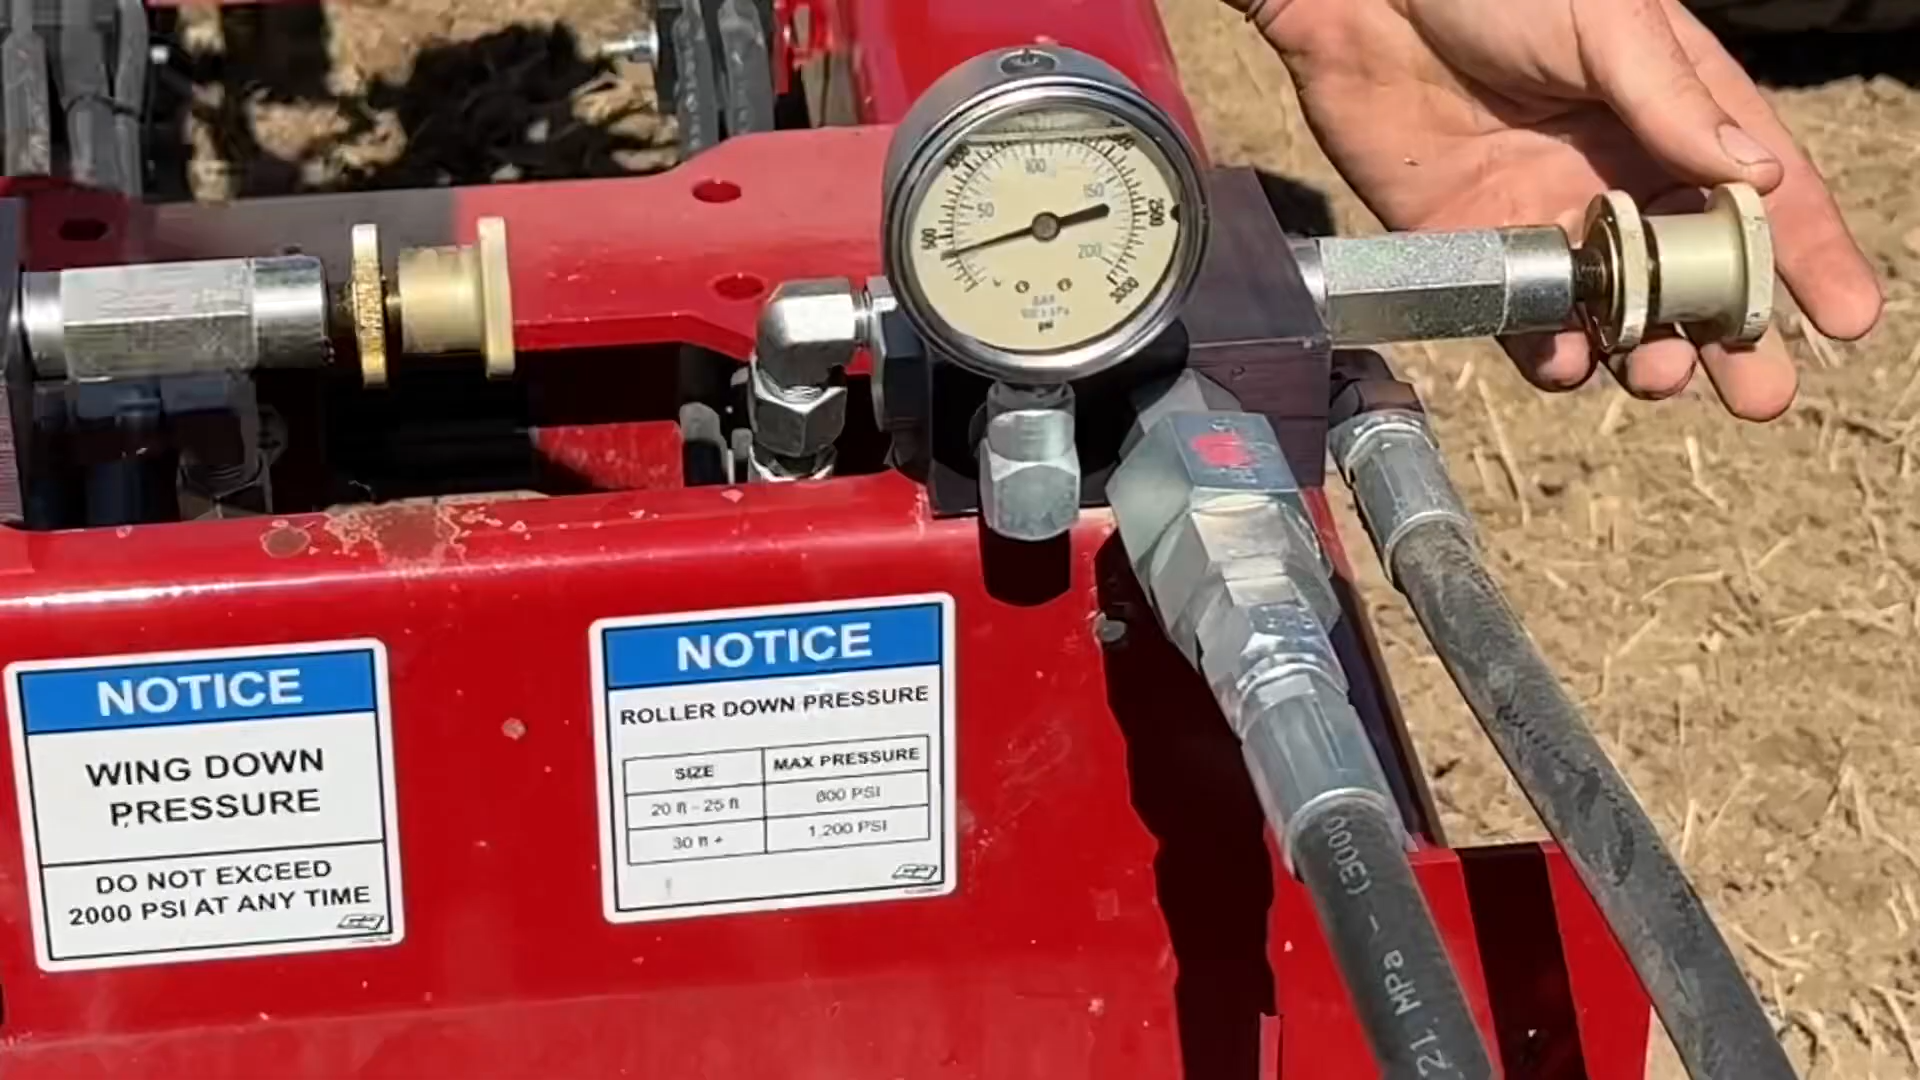 NOTICE
WING DOWN
PRESSURE
DO NOT EXCEED
2000 PSI AT ANY TIME
NOTICE
ROLLER DOWN PRESSURE
SIZE MAX PRESSURE
20 ft - 25 ft 800 PSI
30 ft + 1,200 PSI
500
2500
3000
50
100
150
200
psi
21. MPa - (3000